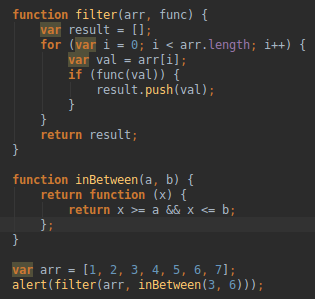 function filter(arr, func) {
    var result = [];
    for (var i = 0; i < arr.length; i++) {
        var val = arr[i];
        if (func(val)) {
            result.push(val);
        }
    }
    return result;
}

function inBetween(a, b) {
    return function (x) {
        return x >= a && x <= b;
    };
}

var arr = [1, 2, 3, 4, 5, 6, 7];
alert(filter(arr, inBetween(3, 6)));